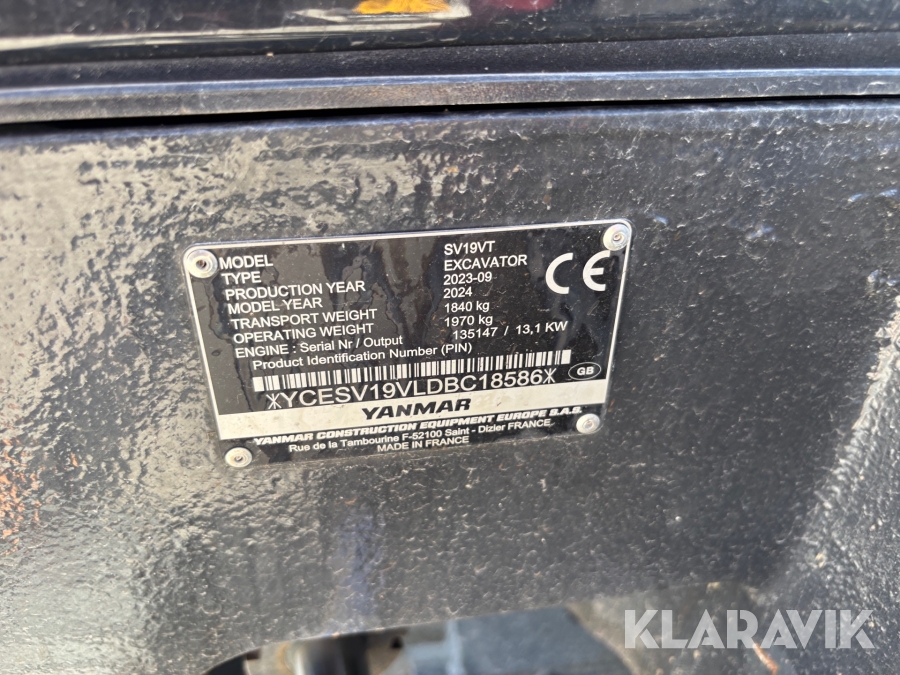 KLARAVIK
MODEL SV19VT
TYPE EXCAVATOR
PRODUCTION YEAR 2023-09
MODEL YEAR 2024
TRANSPORT WEIGHT 1840 kg
OPERATING WEIGHT 1970 kg
ENGINE : Serial Nr / Output 135147 / 13,1 KW
Product Identification Number (PIN)
CE
*YCESV19VLDBC18586*
GB
YANMAR
YANMAR CONSTRUCTION EQUIPMENT EUROPE S.A.S.
Rue de la Tambourine F-52100 Saint - Dizier FRANCE
MADE IN FRANCE
KLARAVIK